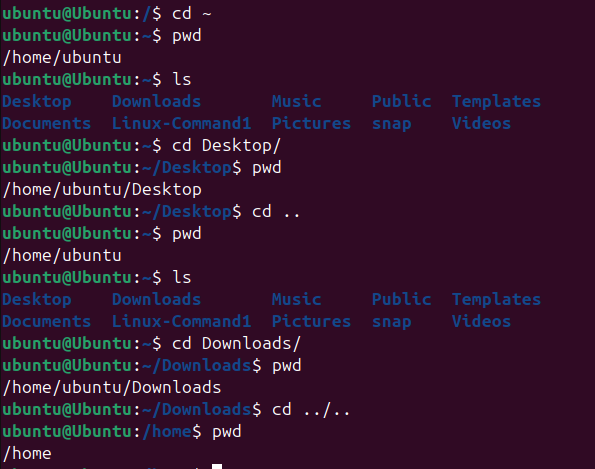 ubuntu@Ubuntu:/$ cd ~
ubuntu@Ubuntu:~$ pwd
/home/ubuntu
ubuntu@Ubuntu:~$ ls
Desktop    Downloads       Music     Public  Templates
Documents  Linux-Command1  Pictures  snap    Videos
ubuntu@Ubuntu:~$ cd Desktop/
ubuntu@Ubuntu:~/Desktop$ pwd
/home/ubuntu/Desktop
ubuntu@Ubuntu:~/Desktop$ cd ..
ubuntu@Ubuntu:~$ pwd
/home/ubuntu
ubuntu@Ubuntu:~$ ls
Desktop    Downloads       Music     Public  Templates
Documents  Linux-Command1  Pictures  snap    Videos
ubuntu@Ubuntu:~$ cd Downloads/
ubuntu@Ubuntu:~/Downloads$ pwd
/home/ubuntu/Downloads
ubuntu@Ubuntu:~/Downloads$ cd ../..
ubuntu@Ubuntu:/home$ pwd
/home